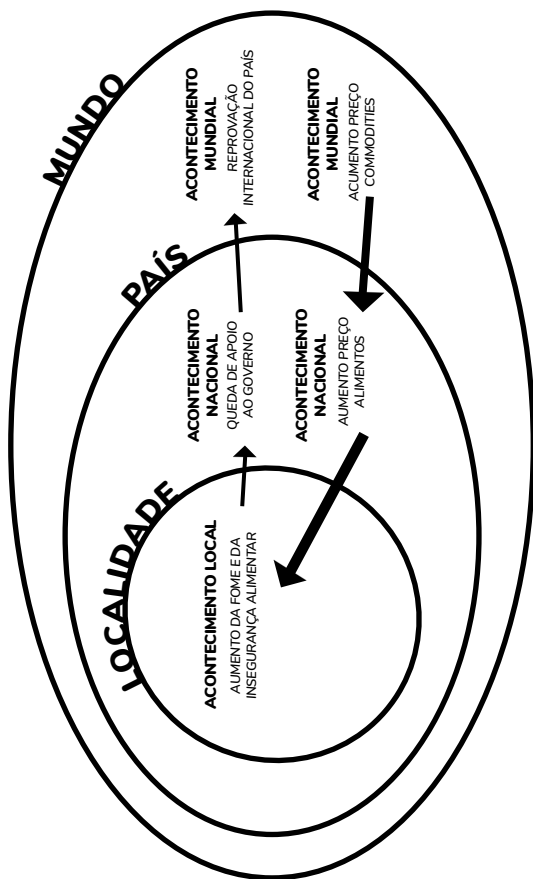 MUNDO
PAÍS
LOCALIDADE
ACONTECIMENTO LOCAL
AUMENTO DA FOME E DA
INSEGURANÇA ALIMENTAR
ACONTECIMENTO
NACIONAL
QUEDA DE APOIO
AO GOVERNO
ACONTECIMENTO
MUNDIAL
REPROVAÇÃO
INTERNACIONAL DO PAÍS
ACONTECIMENTO
NACIONAL
AUMENTO PREÇO
ALIMENTOS
ACONTECIMENTO
MUNDIAL
ACUMENTO PREÇO
COMMODITIES